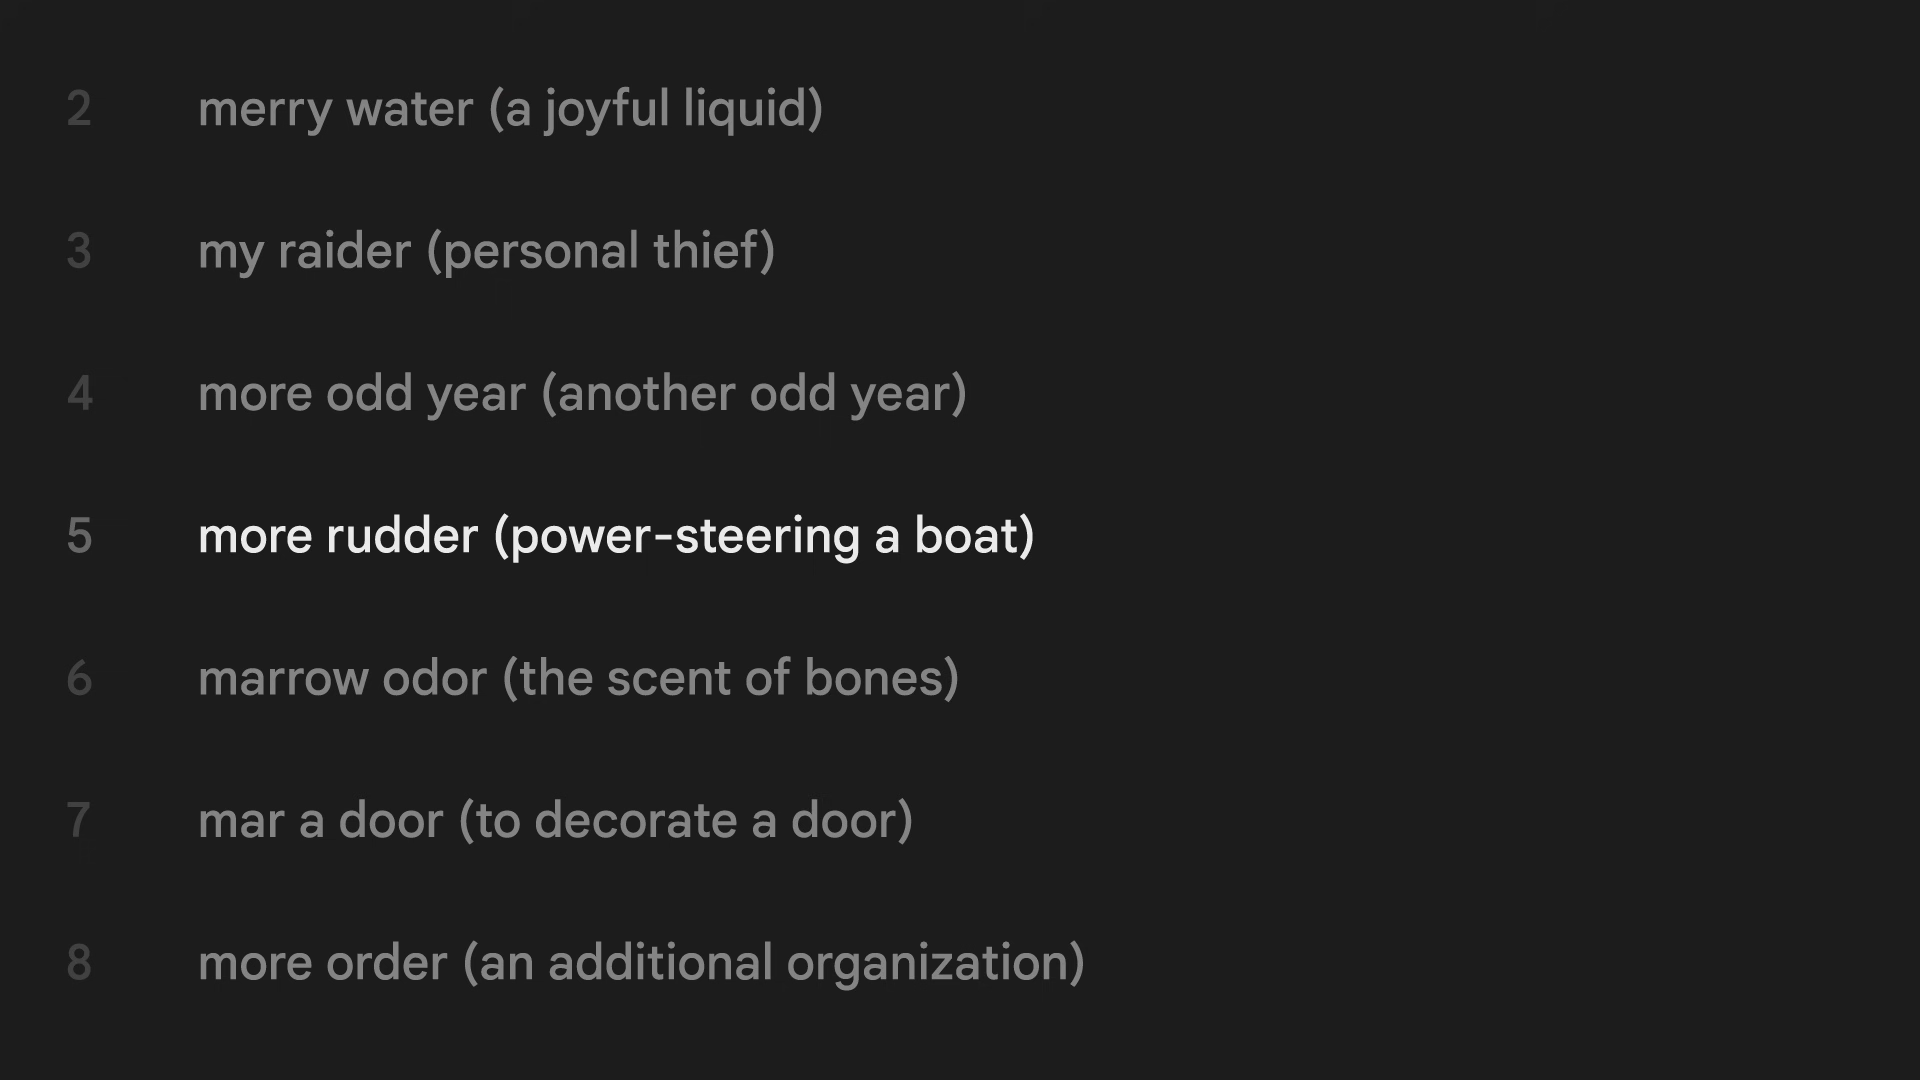 2 merry water (a joyful liquid)
3 my raider (personal thief)
4 more odd year (another odd year)
5 more rudder (power-steering a boat)
6 marrow odor (the scent of bones)
7 mar a door (to decorate a door)
8 more order (an additional organization)